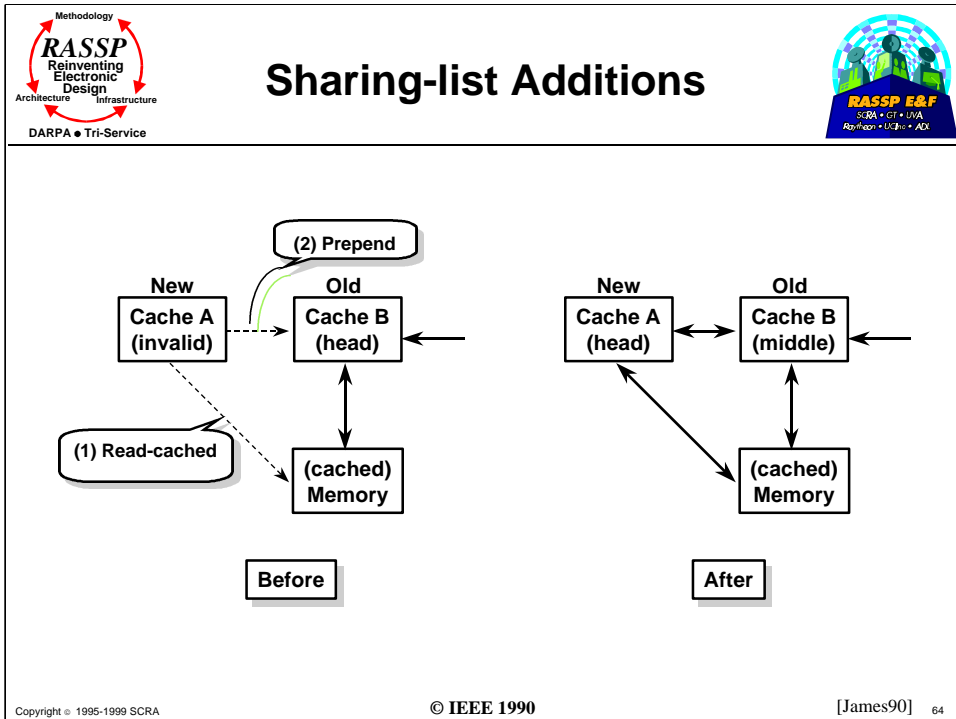 Methodology
RASSP
Reinventing
Electronic
Design
Architecture
Infrastructure
DARPA ● Tri-Service
Sharing-list Additions
RASSP E&F
SCRA • GT • UVA
Raytheon • UCinc • ADL
(2) Prepend
New
Old
Cache A
(invalid)
Cache B
(head)
(1) Read-cached
(cached)
Memory
Before
New
Old
Cache A
(head)
Cache B
(middle)
(cached)
Memory
After
Copyright © 1995-1999 SCRA
© IEEE 1990
[James90]
64